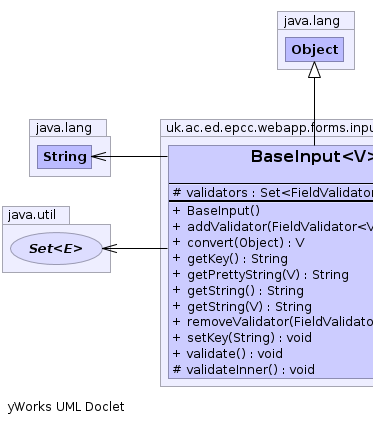 java.lang
Object
java.lang
String
uk.ac.ed.epcc.webapp.forms.inpu
BaseInput<V>
# validators : Set<FieldValidator
java.util
Set<E>
+ BaseInput()
+ addValidator(FieldValidator<V
+ convert(Object) : V
+ getKey() : String
+ getPrettyString(V) : String
+ getString() : String
+ getString(V) : String
+ removeValidator(FieldValidato
+ setKey(String) : void
+ validate() : void
# validateInner() : void
yWorks UML Doclet